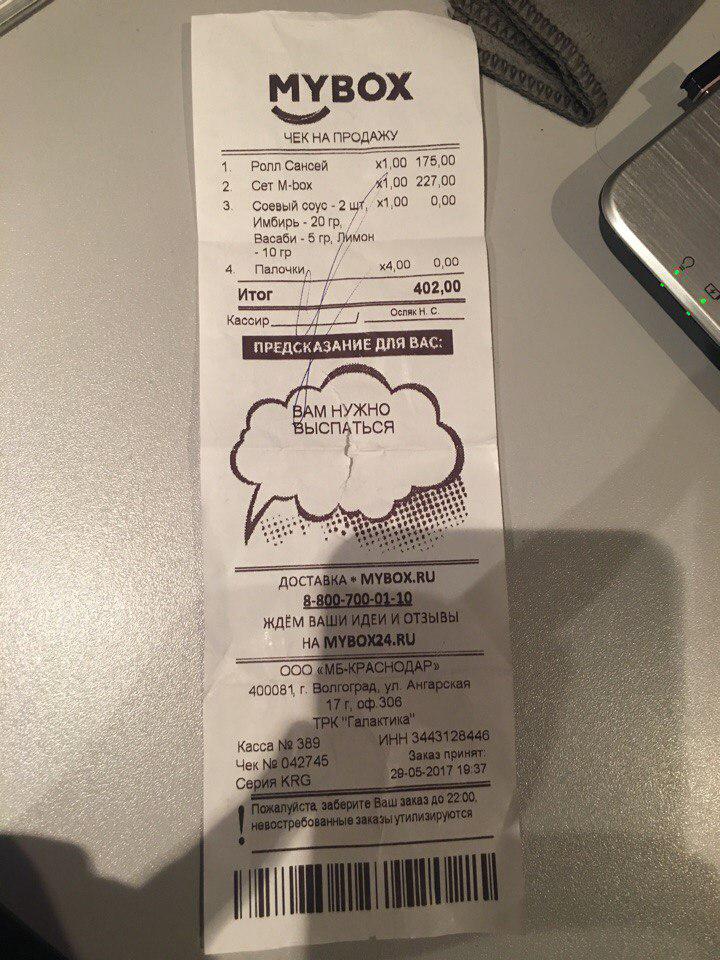 MYBOX
ЧЕК НА ПРОДАЖУ
1. Ролл Сансей x1,00 175,00
2. Сет M-box x1,00 227,00
3. Соевый соус - 2 шт, x1,00 0,00
Имбирь - 20 гр,
Васаби - 5 гр, Лимон
- 10 гр
4. Палочки x4,00 0,00
Итог 402,00
Кассир / Осляк Н. С.
ПРЕДСКАЗАНИЕ ДЛЯ ВАС:
ВАМ НУЖНО
ВЫСПАТЬСЯ
ДОСТАВКА * MYBOX.RU
8-800-700-01-10
ЖДЁМ ВАШИ ИДЕИ И ОТЗЫВЫ
НА MYBOX24.RU
ООО «МБ-КРАСНОДАР»
400081, г. Волгоград, ул. Ангарская
17 г, оф 306
ТРК "Галактика"
Касса № 389 ИНН 3443128446
Чек № 042745 Заказ принят:
Серия KRG 29-05-2017 19:37
! Пожалуйста, заберите Ваш заказ до 22:00,
невостребованные заказы утилизируются